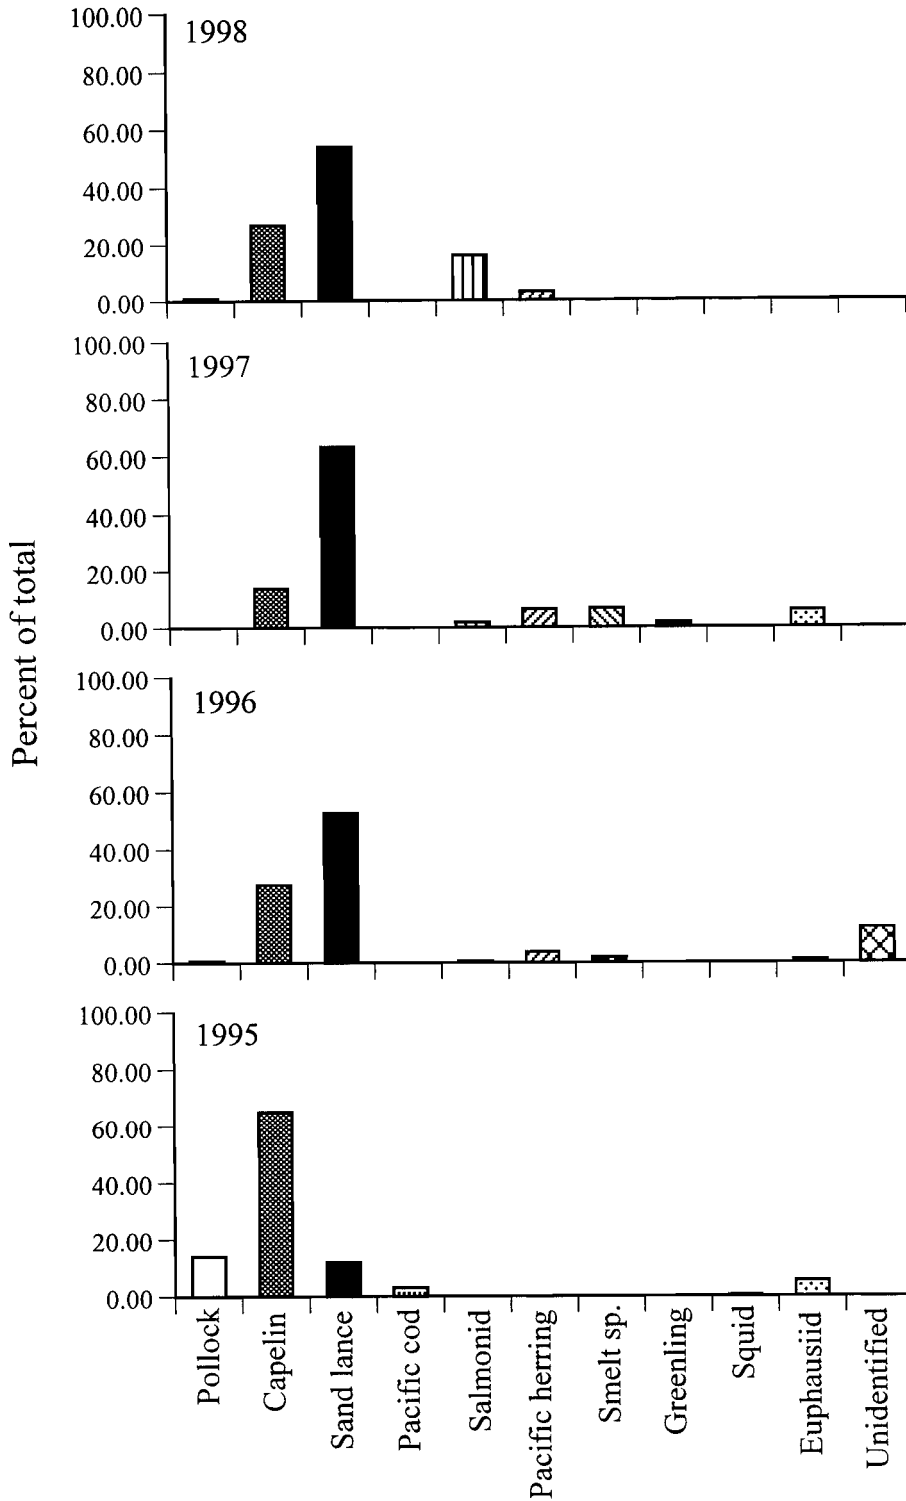 Percent of total
1998
100.00
80.00
60.00
40.00
20.00
0.00
1997
100.00
80.00
60.00
40.00
20.00
0.00
1996
100.00
80.00
60.00
40.00
20.00
0.00
1995
100.00
80.00
60.00
40.00
20.00
0.00
Pollock
Capelin
Sand lance
Pacific cod
Salmonid
Pacific herring
Smelt sp.
Greenling
Squid
Euphausiid
Unidentified